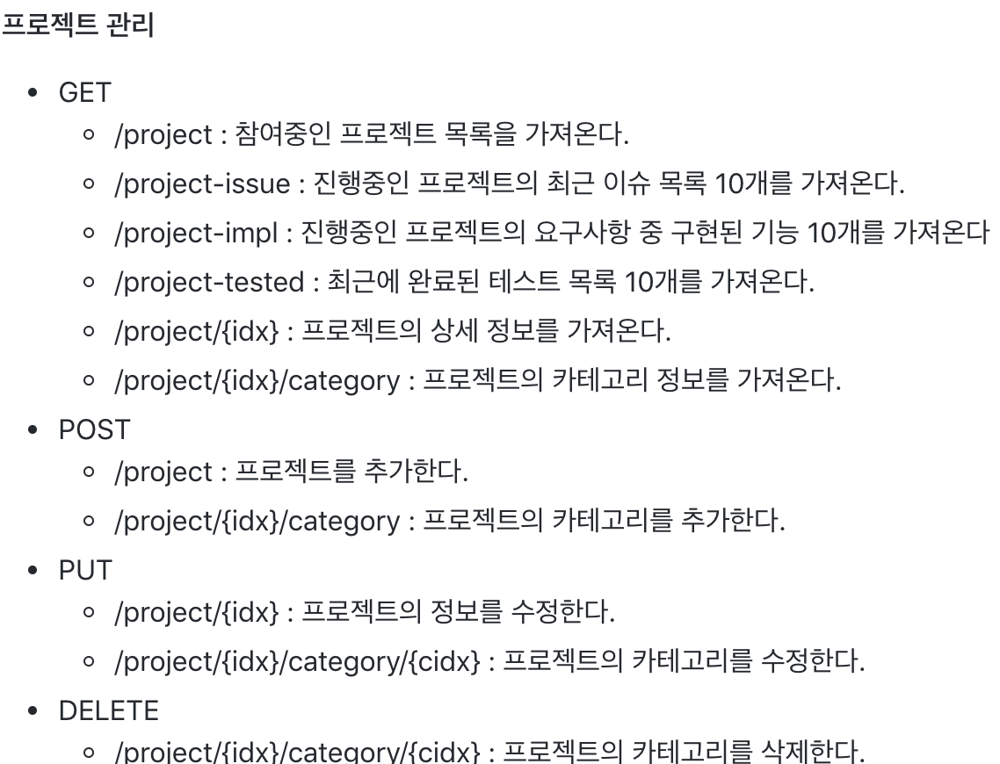 프로젝트 관리
GET
/project : 참여중인 프로젝트 목록을 가져온다.
/project-issue : 진행중인 프로젝트의 최근 이슈 목록 10개를 가져온다.
/project-impl : 진행중인 프로젝트의 요구사항 중 구현된 기능 10개를 가져온다
/project-tested : 최근에 완료된 테스트 목록 10개를 가져온다.
/project/{idx} : 프로젝트의 상세 정보를 가져온다.
/project/{idx}/category : 프로젝트의 카테고리 정보를 가져온다.
POST
/project : 프로젝트를 추가한다.
/project/{idx}/category : 프로젝트의 카테고리를 추가한다.
PUT
/project/{idx} : 프로젝트의 정보를 수정한다.
/project/{idx}/category/{cidx} : 프로젝트의 카테고리를 수정한다.
DELETE
/project/{idx}/category/{cidx} : 프로젝트의 카테고리를 삭제한다.